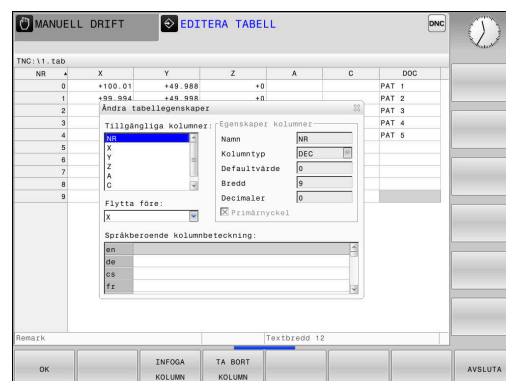 MANUELL DRIFT
EDITERA TABELL
DNC
TNC:\1.tab
NR X Y Z A C DOC
0 +100.01 +49.988 +0 PAT 1
1 +99.994 +49.998 +0 PAT 2
2 PAT 3
3 PAT 4
4 PAT 5
5
6
7
8
9
Ändra tabellegenskaper
Tillgängliga kolumner:
NR
X
Y
Z
A
C
Flytta före:
X
Egenskaper kolumner
Namn NR
Kolumntyp DEC
Defaultvärde 0
Bredd 9
Decimaler 0
Primärnyckel
Språkberoende kolumnbeteckning:
en
de
cs
fr
Remark
Textbredd 12
OK
INFOGA KOLUMN
TA BORT KOLUMN
AVSLUTA